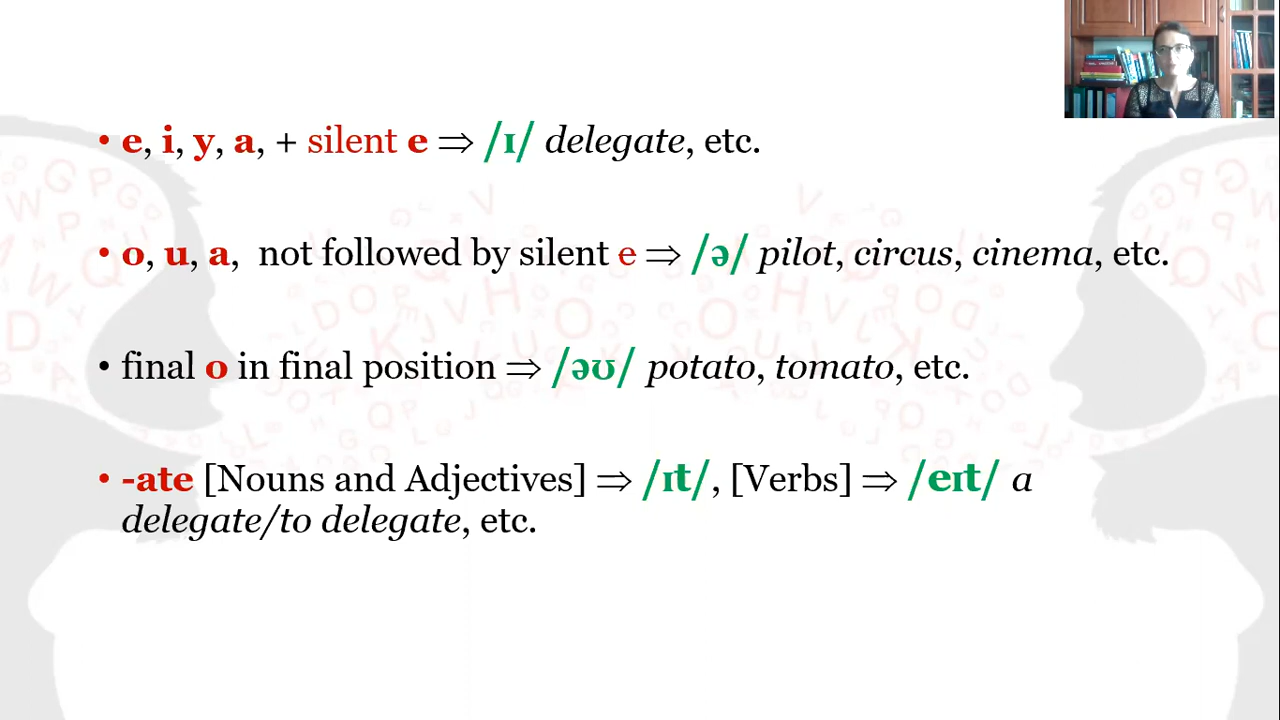 • e, i, y, a, + silent e ⇒ /ɪ/ delegate, etc.
• o, u, a, not followed by silent e ⇒ /ə/ pilot, circus, cinema, etc.
• final o in final position ⇒ /əʊ/ potato, tomato, etc.
• -ate [Nouns and Adjectives] ⇒ /ɪt/, [Verbs] ⇒ /eɪt/ a
delegate/to delegate, etc.